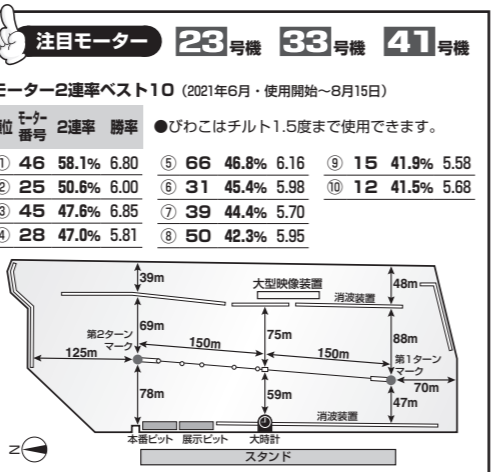 注目モーター 23号機 33号機 41号機
モーター2連率ベスト10（2021年6月・使用開始～8月15日）
位 モーター番号 2連率 勝率 ●びわこはチルト1.5度まで使用できます。
① 46 58.1% 6.80 ⑤ 66 46.8% 6.16 ⑨ 15 41.9% 5.58
② 25 50.6% 6.00 ⑥ 31 45.4% 5.98 ⑩ 12 41.5% 5.68
③ 45 47.6% 6.85 ⑦ 39 44.4% 5.70
④ 28 47.0% 5.81 ⑧ 50 42.3% 5.95
39m 大型映像装置 48m
消波装置
第2ターンマーク 69m 75m 88m
150m 150m
125m 第1ターンマーク
70m
78m 59m 47m
消波装置
本番ピット 展示ピット 大時計
スタンド
N